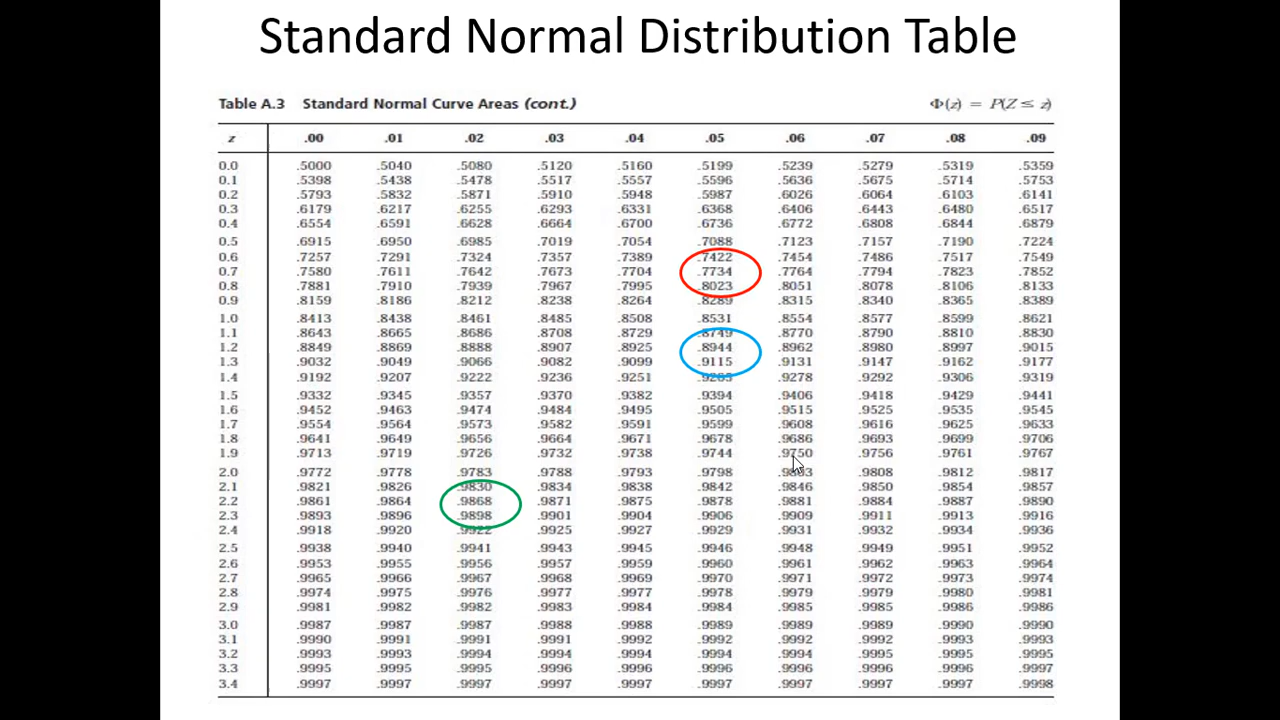 Standard Normal Distribution Table
Table A.3 Standard Normal Curve Areas (cont.) Φ(z) = P(Z ≤ z)
z .00 .01 .02 .03 .04 .05 .06 .07 .08 .09
0.0 .5000 .5040 .5080 .5120 .5160 .5199 .5239 .5279 .5319 .5359
0.1 .5398 .5438 .5478 .5517 .5557 .5596 .5636 .5675 .5714 .5753
0.2 .5793 .5832 .5871 .5910 .5948 .5987 .6026 .6064 .6103 .6141
0.3 .6179 .6217 .6255 .6293 .6331 .6368 .6406 .6443 .6480 .6517
0.4 .6554 .6591 .6628 .6664 .6700 .6736 .6772 .6808 .6844 .6879
0.5 .6915 .6950 .6985 .7019 .7054 .7088 .7123 .7157 .7190 .7224
0.6 .7257 .7291 .7324 .7357 .7389 .7422 .7454 .7486 .7517 .7549
0.7 .7580 .7611 .7642 .7673 .7704 .7734 .7764 .7794 .7823 .7852
0.8 .7881 .7910 .7939 .7967 .7995 .8023 .8051 .8078 .8106 .8133
0.9 .8159 .8186 .8212 .8238 .8264 .8289 .8315 .8340 .8365 .8389
1.0 .8413 .8438 .8461 .8485 .8508 .8531 .8554 .8577 .8599 .8621
1.1 .8643 .8665 .8686 .8708 .8729 .8749 .8770 .8790 .8810 .8830
1.2 .8849 .8869 .8888 .8907 .8925 .8944 .8962 .8980 .8997 .9015
1.3 .9032 .9049 .9066 .9082 .9099 .9115 .9131 .9147 .9162 .9177
1.4 .9192 .9207 .9222 .9236 .9251 .9265 .9278 .9292 .9306 .9319
1.5 .9332 .9345 .9357 .9370 .9382 .9394 .9406 .9418 .9429 .9441
1.6 .9452 .9463 .9474 .9484 .9495 .9505 .9515 .9525 .9535 .9545
1.7 .9554 .9564 .9573 .9582 .9591 .9599 .9608 .9616 .9625 .9633
1.8 .9641 .9649 .9656 .9664 .9671 .9678 .9686 .9693 .9699 .9706
1.9 .9713 .9719 .9726 .9732 .9738 .9744 .9750 .9756 .9761 .9767
2.0 .9772 .9778 .9783 .9788 .9793 .9798 .9803 .9808 .9812 .9817
2.1 .9821 .9826 .9830 .9834 .9838 .9842 .9846 .9850 .9854 .9857
2.2 .9861 .9864 .9868 .9871 .9875 .9878 .9881 .9884 .9887 .9890
2.3 .9893 .9896 .9898 .9901 .9904 .9906 .9909 .9911 .9913 .9916
2.4 .9918 .9920 .9922 .9925 .9927 .9929 .9931 .9932 .9934 .9936
2.5 .9938 .9940 .9941 .9943 .9945 .9946 .9948 .9949 .9951 .9952
2.6 .9953 .9955 .9956 .9957 .9959 .9960 .9961 .9962 .9963 .9964
2.7 .9965 .9966 .9967 .9968 .9969 .9970 .9971 .9972 .9973 .9974
2.8 .9974 .9975 .9976 .9977 .9977 .9978 .9979 .9979 .9980 .9981
2.9 .9981 .9982 .9982 .9983 .9984 .9984 .9985 .9985 .9986 .9986
3.0 .9987 .9987 .9987 .9988 .9988 .9989 .9989 .9989 .9990 .9990
3.1 .9990 .9991 .9991 .9991 .9992 .9992 .9992 .9992 .9993 .9993
3.2 .9993 .9993 .9994 .9994 .9994 .9994 .9994 .9995 .9995 .9995
3.3 .9995 .9995 .9995 .9996 .9996 .9996 .9996 .9996 .9996 .9997
3.4 .9997 .9997 .9997 .9997 .9997 .9997 .9997 .9997 .9997 .9998